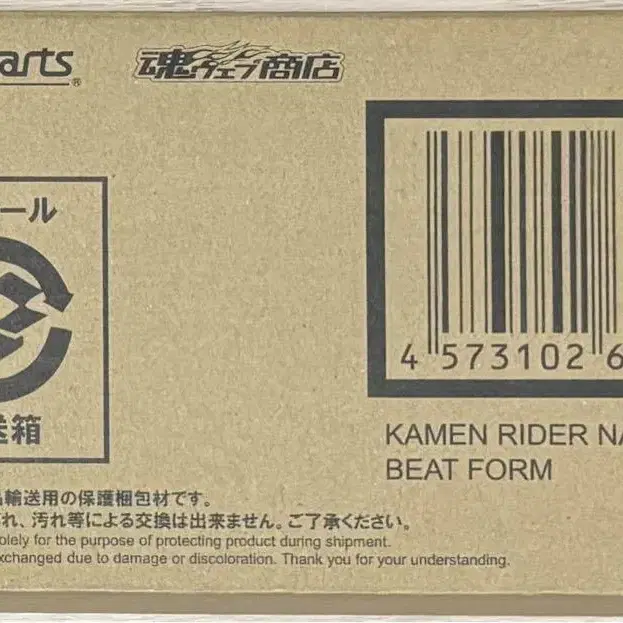 arts®
魂ウェブ商店
ール
送箱
4 573102 6
KAMEN RIDER NA
BEAT FORM
輸送用の保護梱包材です。
れ、汚れ等による交換は出来ません。ご了承ください。
olely for the purpose of protecting product during shipment.
xchanged due to damage or discoloration. Thank you for your understanding.